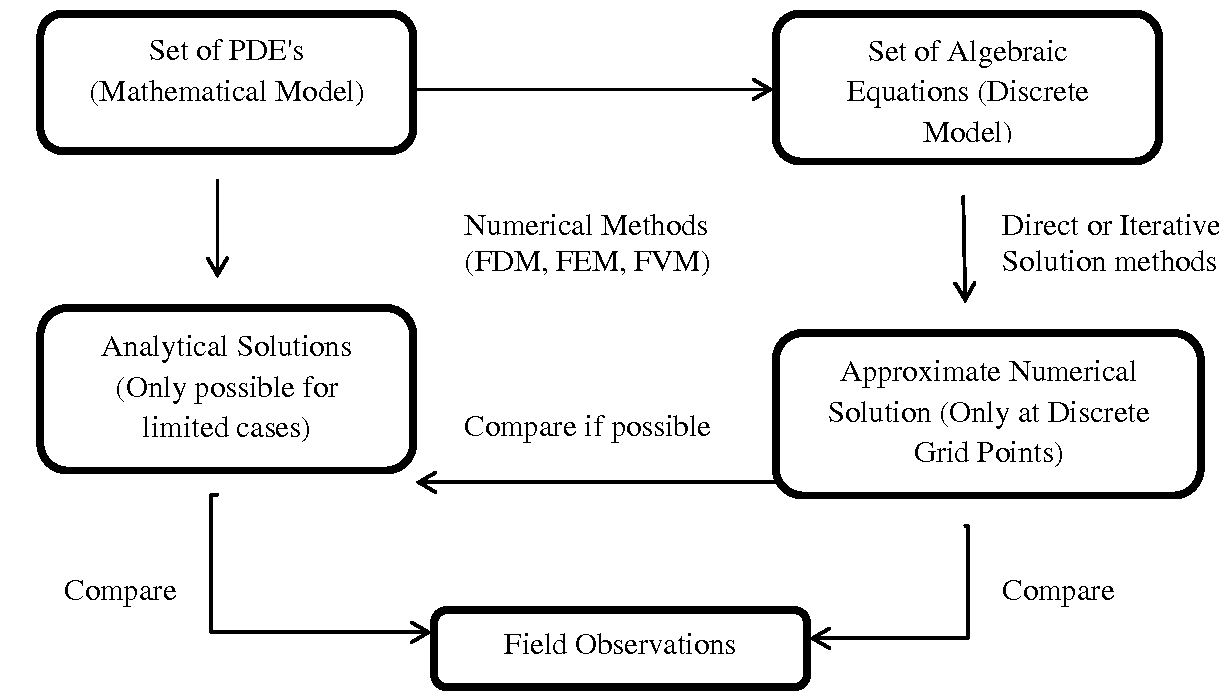 Set of PDE's
(Mathematical Model)
Set of Algebraic
Equations (Discrete
Model)
Numerical Methods
(FDM, FEM, FVM)
Direct or Iterative
Solution methods
Analytical Solutions
(Only possible for
limited cases)
Compare if possible
Approximate Numerical
Solution (Only at Discrete
Grid Points)
Compare
Field Observations
Compare